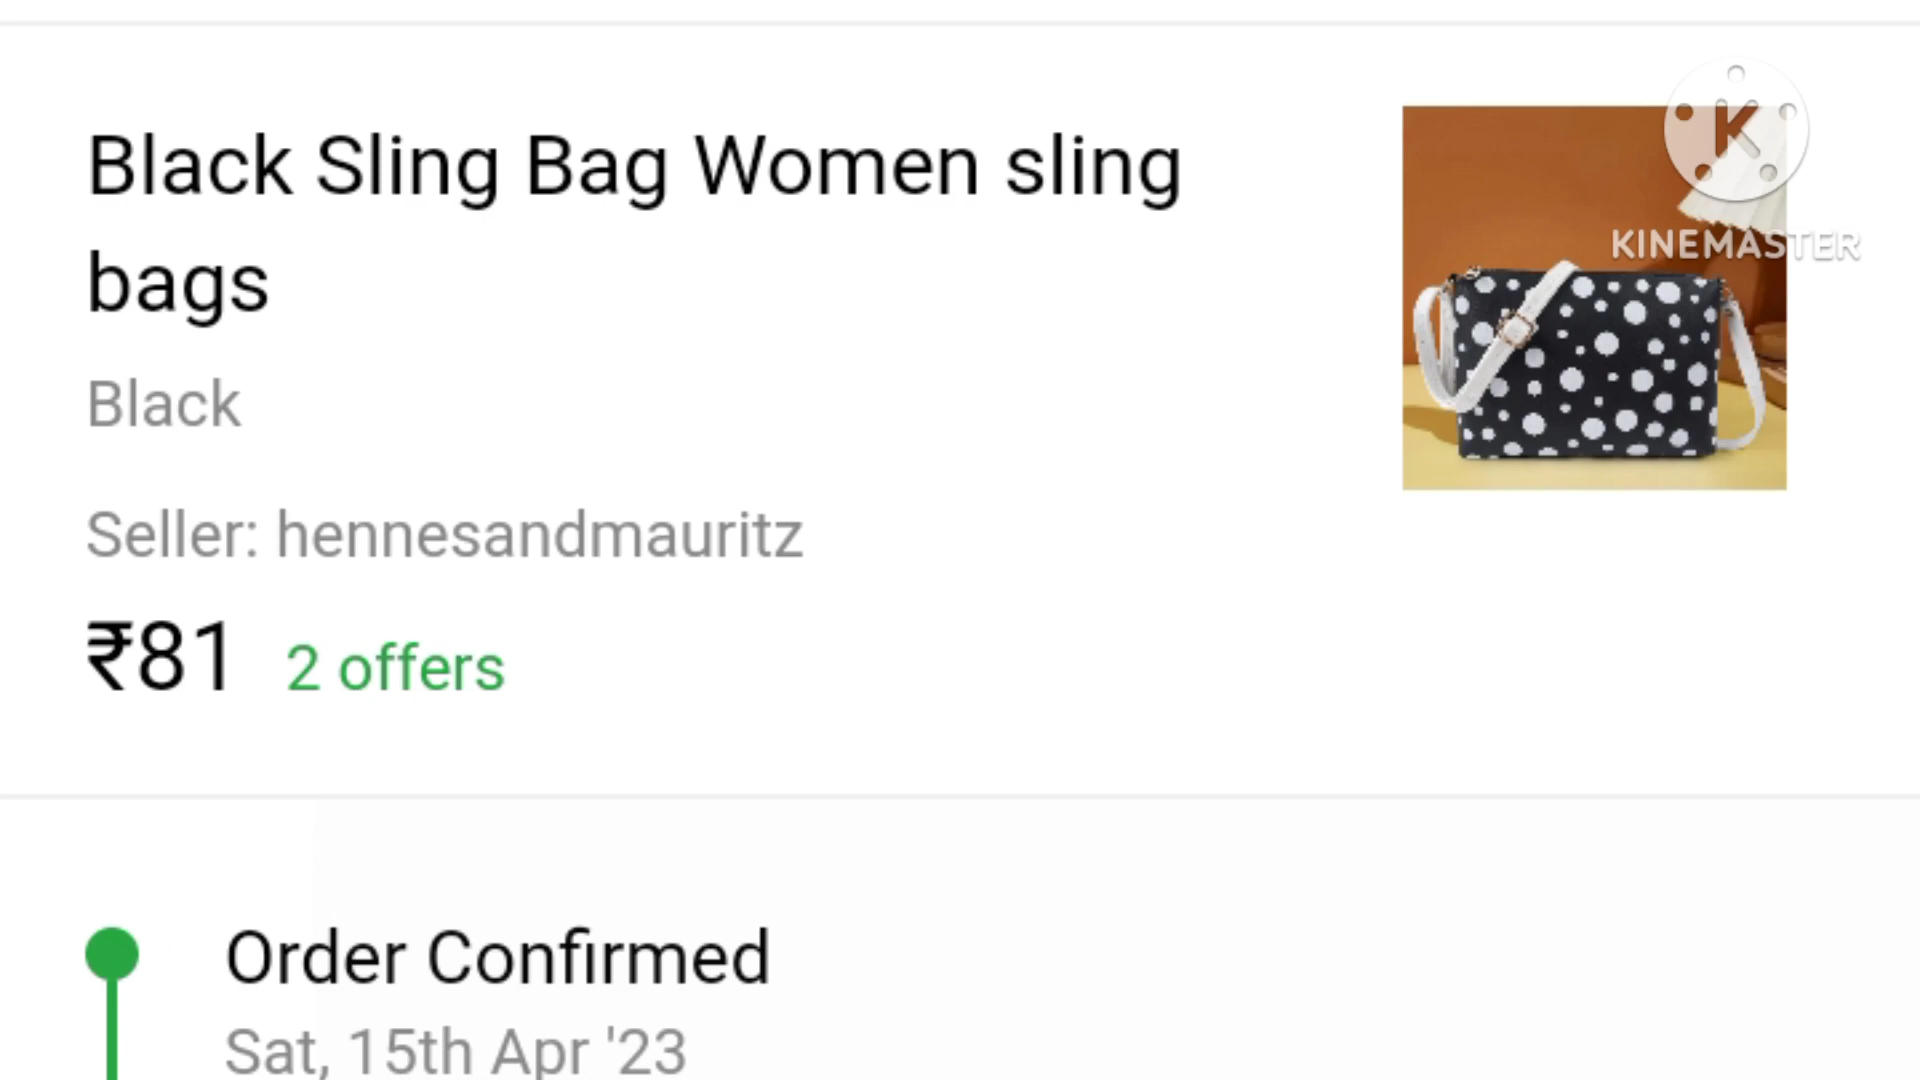 Black Sling Bag Women sling
bags
Black
Seller: hennesandmauritz
₹81 2 offers
Order Confirmed
Sat, 15th Apr '23
K
KINEMASTER